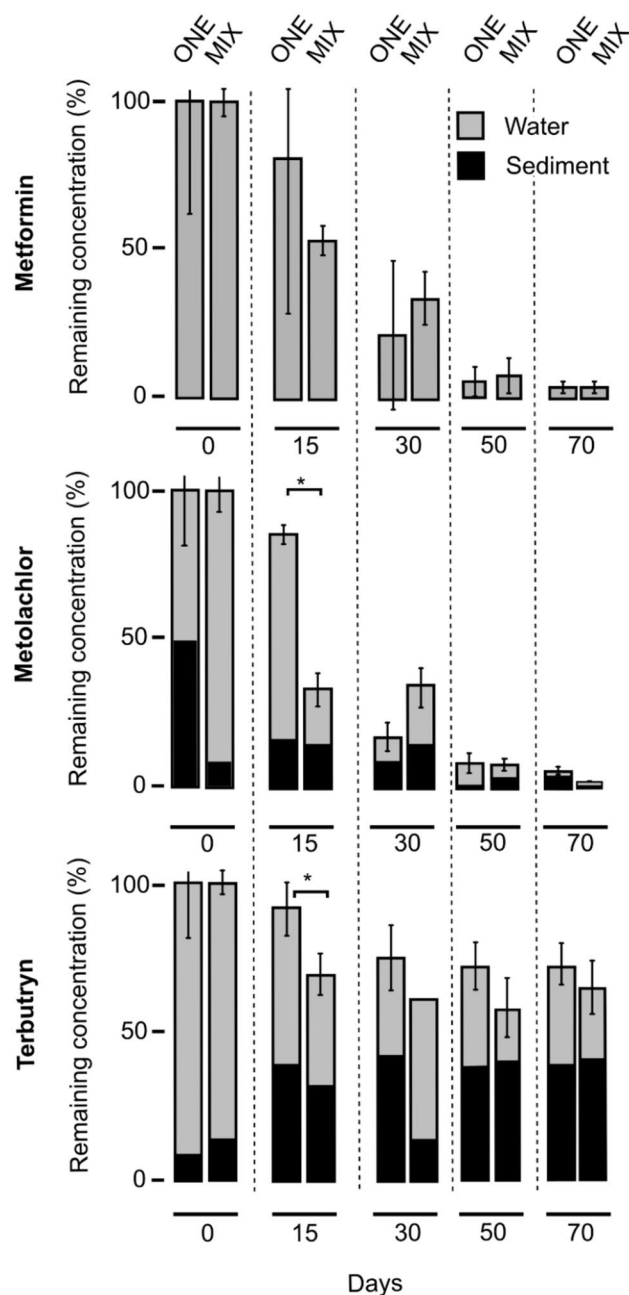 ONE MIX ONE MIX ONE MIX ONE MIX ONE MIX
Metformin
Remaining concentration (%)
100
50
0
Water
Sediment
0 15 30 50 70
Metolachlor
Remaining concentration (%)
100
50
0
*
0 15 30 50 70
Terbutryn
Remaining concentration (%)
100
50
0
*
0 15 30 50 70
Days